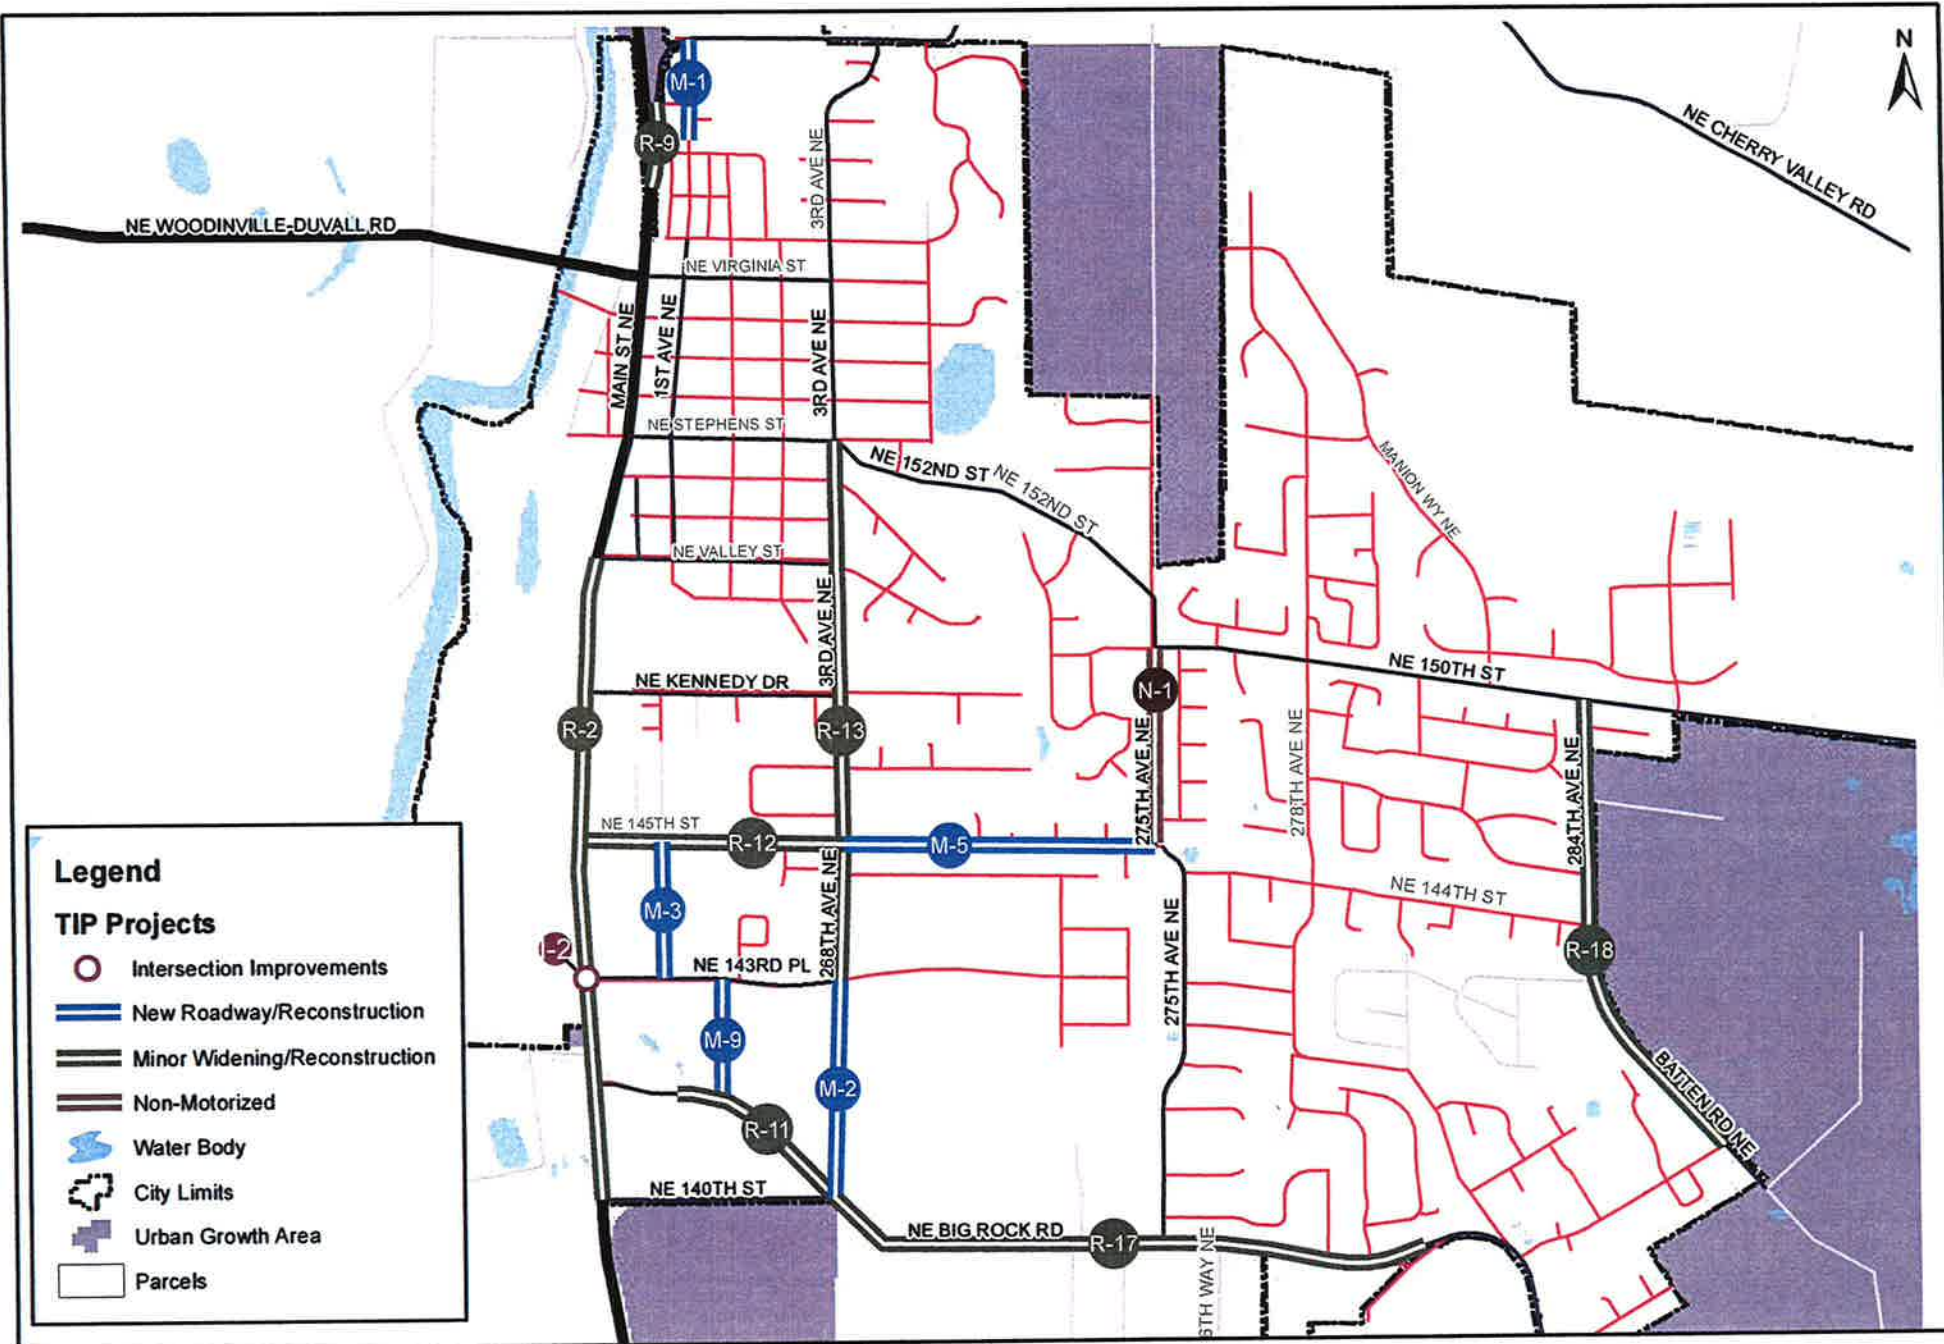 N
M-1
NE CHERRY VALLEY RD
R-9
3RD AVE NE
NE WOODINVILLE-DUVALL RD
NE VIRGINIA ST
MAIN ST NE
1ST AVE NE
3RD AVE NE
NE STEPHENS ST
NE 152ND ST
NE 152ND ST
MANION WY NE
NE VALLEY ST
3RD AVE NE
NE 150TH ST
NE KENNEDY DR
N-1
R-2
R-13
275TH AVE NE
278TH AVE NE
284TH AVE NE
NE 145TH ST
R-12
M-5
NE 144TH ST
M-3
268TH AVE NE
275TH AVE NE
I-2
NE 143RD PL
R-18
M-9
M-2
BATTEN RD NE
R-11
NE 140TH ST
NE BIG ROCK RD
R-17
6TH WAY NE
Legend
TIP Projects
Intersection Improvements
New Roadway/Reconstruction
Minor Widening/Reconstruction
Non-Motorized
Water Body
City Limits
Urban Growth Area
Parcels